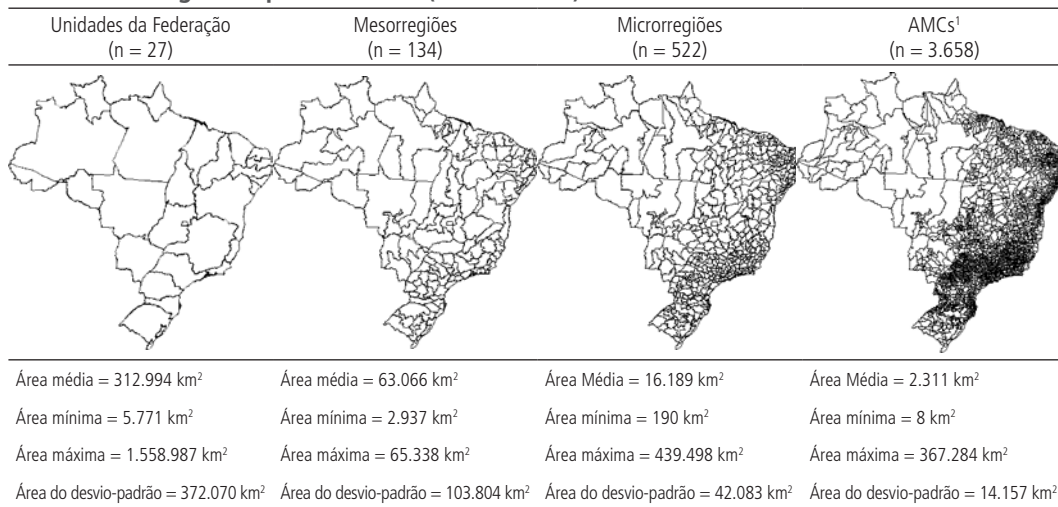 Unidades da Federação
(n = 27)
Mesorregiões
(n = 134)
Microrregiões
(n = 522)
AMCs¹
(n = 3.658)
Área média = 312.994 km²
Área média = 63.066 km²
Área Média = 16.189 km²
Área Média = 2.311 km²
Área mínima = 5.771 km²
Área mínima = 2.937 km²
Área mínima = 190 km²
Área mínima = 8 km²
Área máxima = 1.558.987 km²
Área máxima = 65.338 km²
Área máxima = 439.498 km²
Área máxima = 367.284 km²
Área do desvio-padrão = 372.070 km²
Área do desvio-padrão = 103.804 km²
Área do desvio-padrão = 42.083 km²
Área do desvio-padrão = 14.157 km²